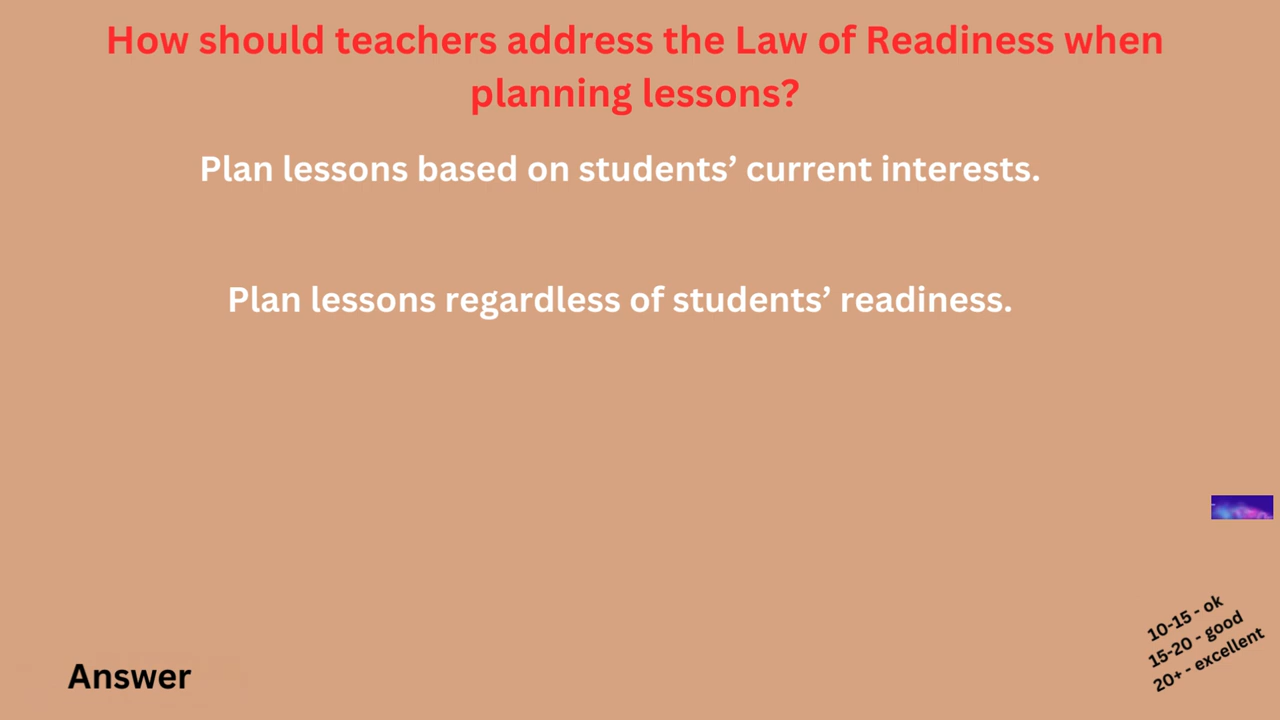 How should teachers address the Law of Readiness when
planning lessons?
Plan lessons based on students’ current interests.
Plan lessons regardless of students’ readiness.
10-15 - ok
15-20 - good
20+ - excellent
Answer